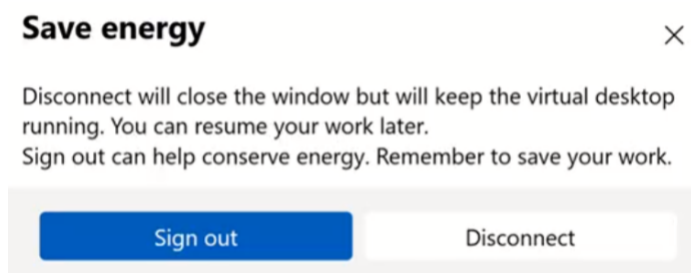 Save energy
Disconnect will close the window but will keep the virtual desktop
running. You can resume your work later.
Sign out can help conserve energy. Remember to save your work.
Sign out
Disconnect